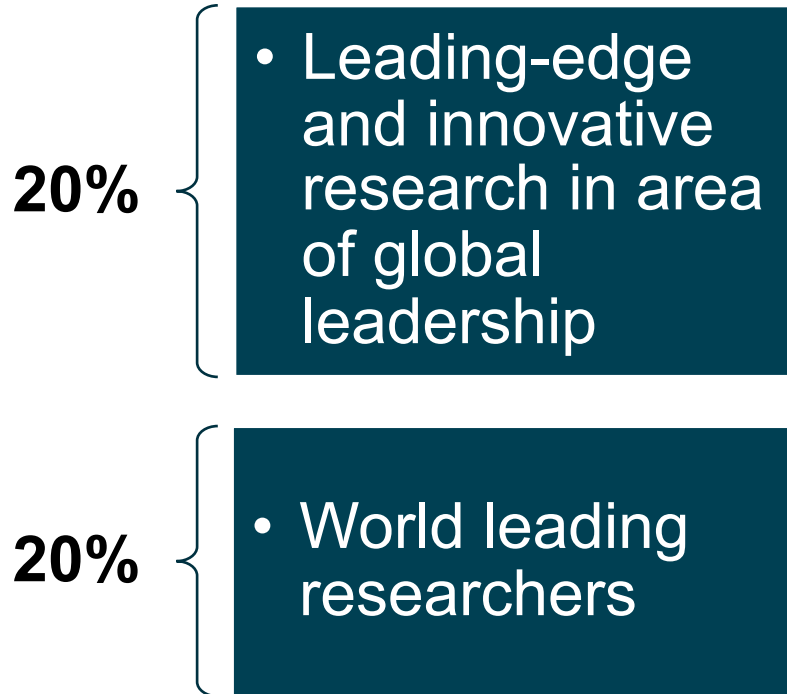 20%
• Leading-edge
and innovative
research in area
of global
leadership
20%
• World leading
researchers